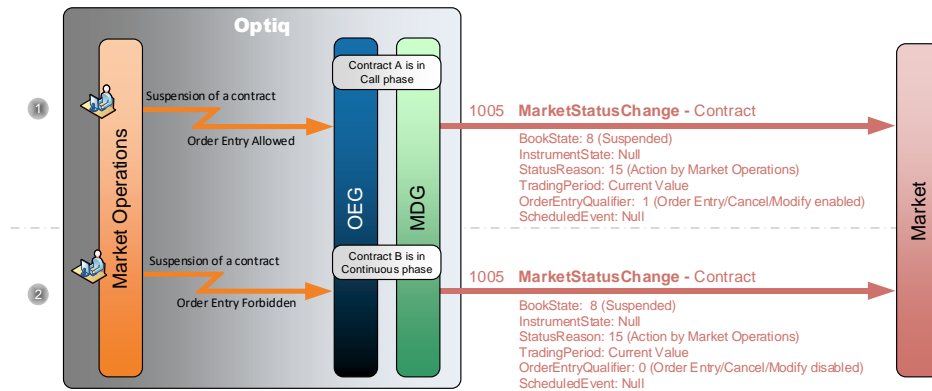 Optiq
Market Operations
OEG
MDG
Market
Contract A is in
Call phase
1
Suspension of a contract
Order Entry Allowed
1005 MarketStatusChange - Contract
BookState: 8 (Suspended)
InstrumentState: Null
StatusReason: 15 (Action by Market Operations)
TradingPeriod: Current Value
OrderEntryQualifier: 1 (Order Entry/Cancel/Modify enabled)
ScheduledEvent: Null
Contract B is in
Continuous phase
2
Suspension of a contract
Order Entry Forbidden
1005 MarketStatusChange - Contract
BookState: 8 (Suspended)
InstrumentState: Null
StatusReason: 15 (Action by Market Operations)
TradingPeriod: Current Value
OrderEntryQualifier: 0 (Order Entry/Cancel/Modify disabled)
ScheduledEvent: Null